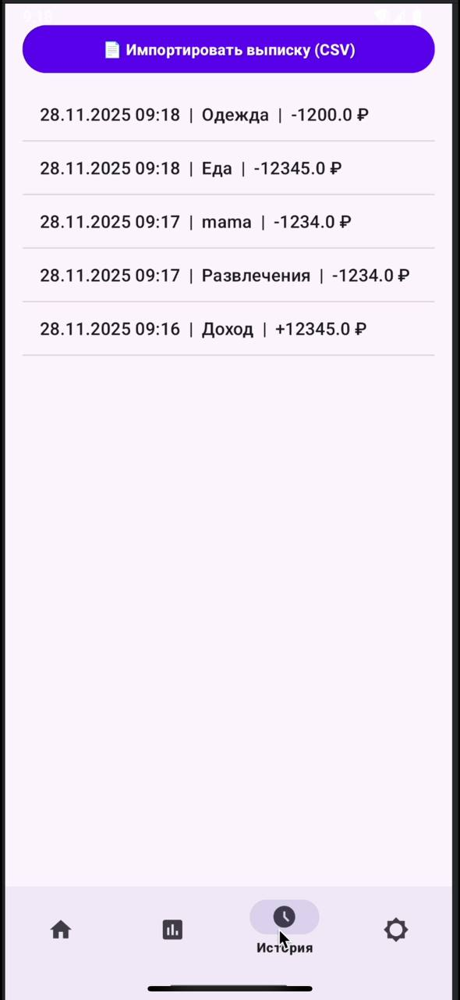 9:18
Импортировать выписку (CSV)
28.11.2025 09:18 | Одежда | -1200.0 ₽
28.11.2025 09:18 | Еда | -12345.0 ₽
28.11.2025 09:17 | mama | -1234.0 ₽
28.11.2025 09:17 | Развлечения | -1234.0 ₽
28.11.2025 09:16 | Доход | +12345.0 ₽
История